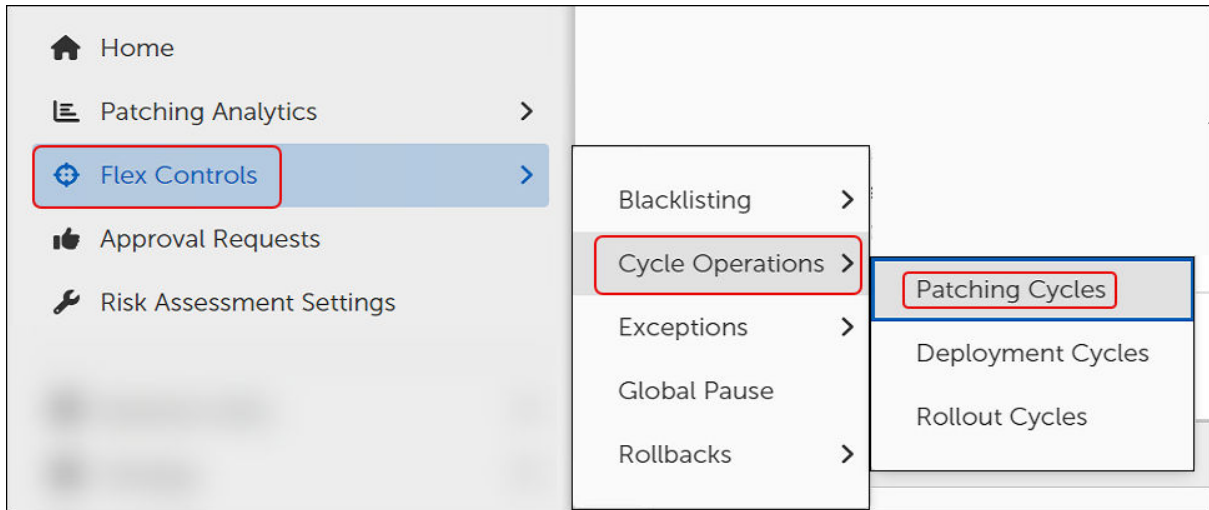 Home
Patching Analytics
Flex Controls
Approval Requests
Risk Assessment Settings
Blacklisting
Cycle Operations
Exceptions
Global Pause
Rollbacks
Patching Cycles
Deployment Cycles
Rollout Cycles